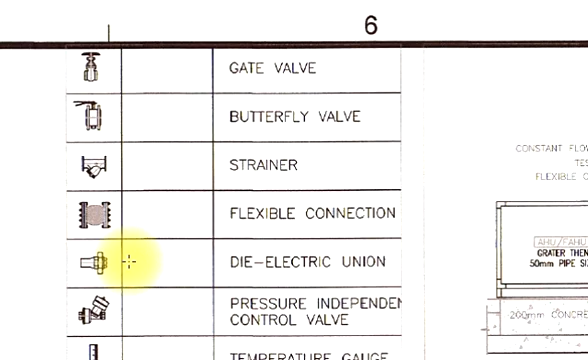 6
GATE VALVE
BUTTERFLY VALVE
STRAINER
FLEXIBLE CONNECTION
DIE-ELECTRIC UNION
PRESSURE INDEPENDEN
CONTROL VALVE
TEMPERATURE GAUGE
CONSTANT FLOW
TES
FLEXIBLE C
AHU/FAHU
GRATER THEN
50mm PIPE SI
200mm CONCRE